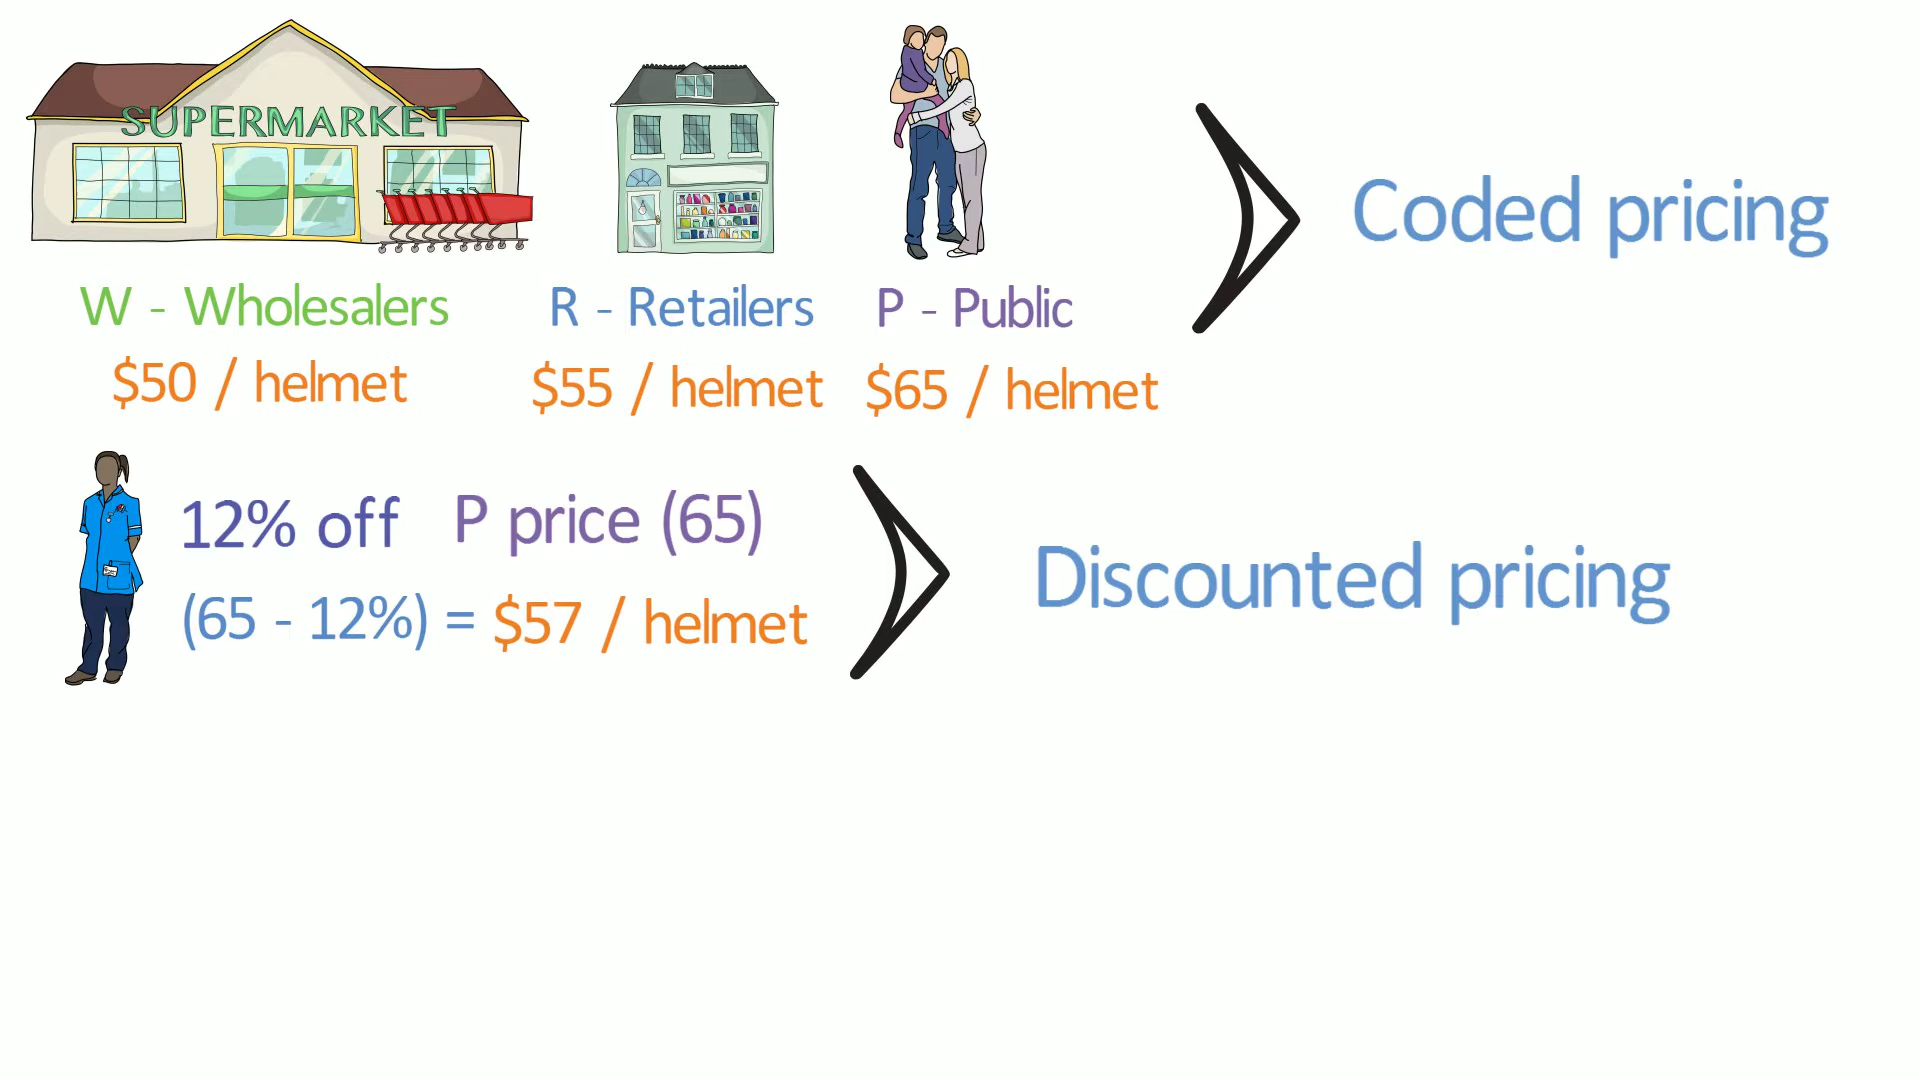 SUPERMARKET
W - Wholesalers
R - Retailers
P - Public
$50 / helmet
$55 / helmet
$65 / helmet
Coded pricing
12% off P price (65)
(65 - 12%) = $57 / helmet
Discounted pricing